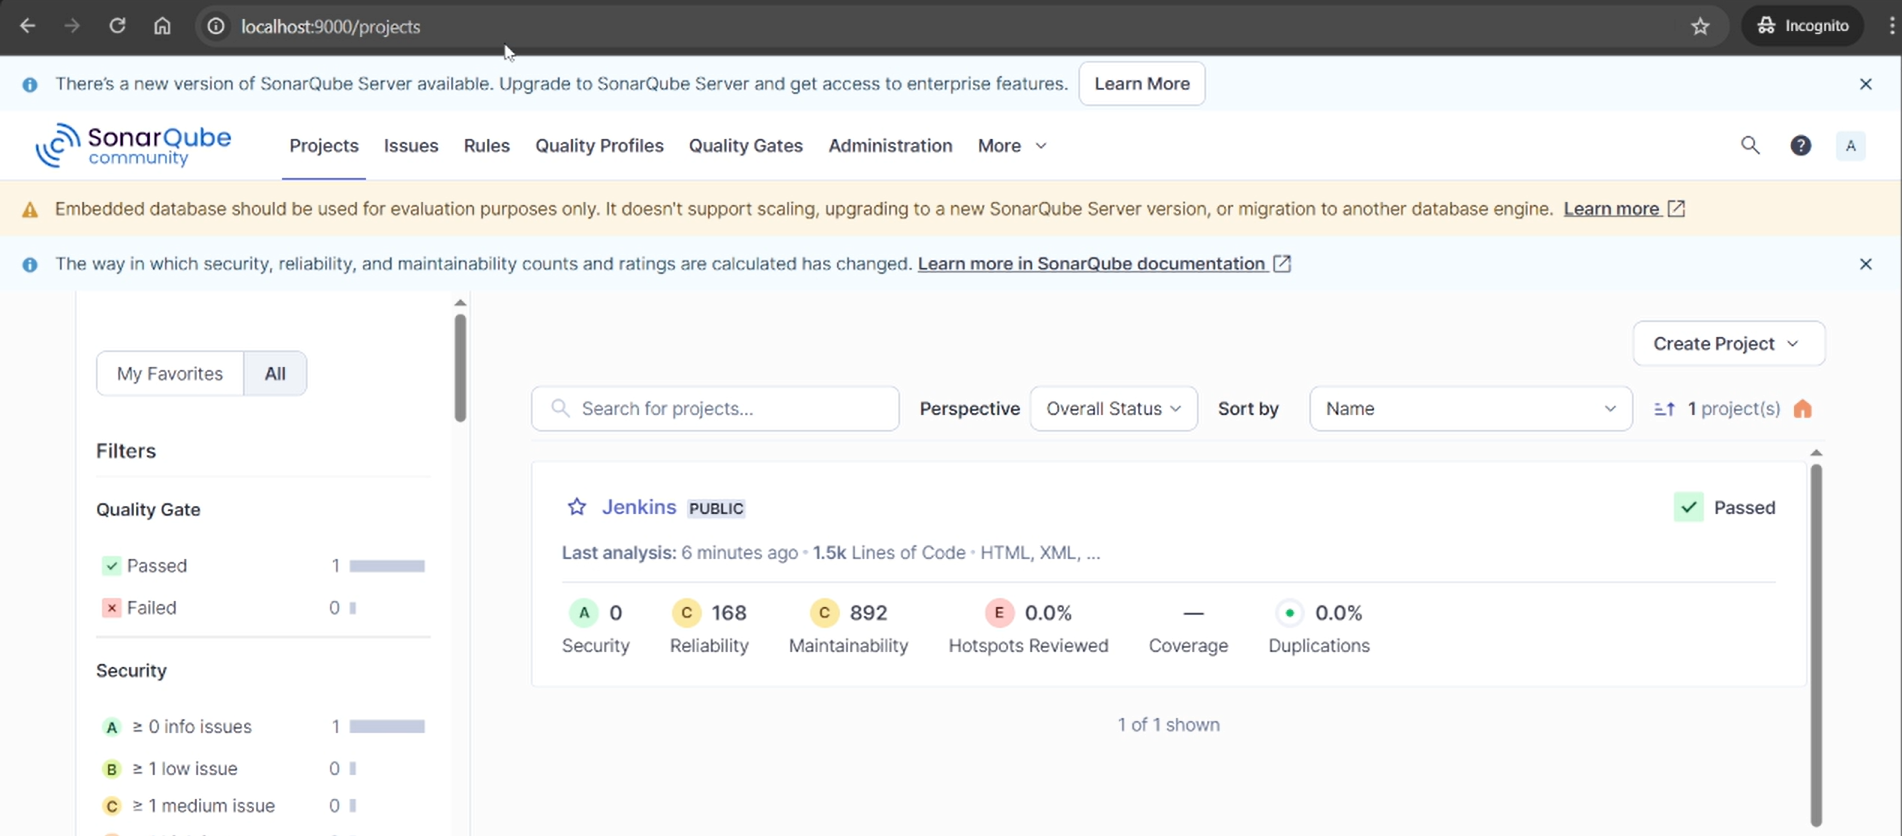 localhost:9000/projects
Incognito
There's a new version of SonarQube Server available. Upgrade to SonarQube Server and get access to enterprise features. Learn More
SonarQube community
Projects Issues Rules Quality Profiles Quality Gates Administration More
? A
Embedded database should be used for evaluation purposes only. It doesn't support scaling, upgrading to a new SonarQube Server version, or migration to another database engine. Learn more
The way in which security, reliability, and maintainability counts and ratings are calculated has changed. Learn more in SonarQube documentation
My Favorites All
Filters
Quality Gate
Passed 1
Failed 0
Security
A ≥ 0 info issues 1
B ≥ 1 low issue 0
C ≥ 1 medium issue 0
Create Project
Search for projects...
Perspective Overall Status Sort by Name 1 project(s)
Jenkins PUBLIC Passed
Last analysis: 6 minutes ago • 1.5k Lines of Code • HTML, XML, ...
A 0 C 168 C 892 E 0.0% — 0.0%
Security Reliability Maintainability Hotspots Reviewed Coverage Duplications
1 of 1 shown